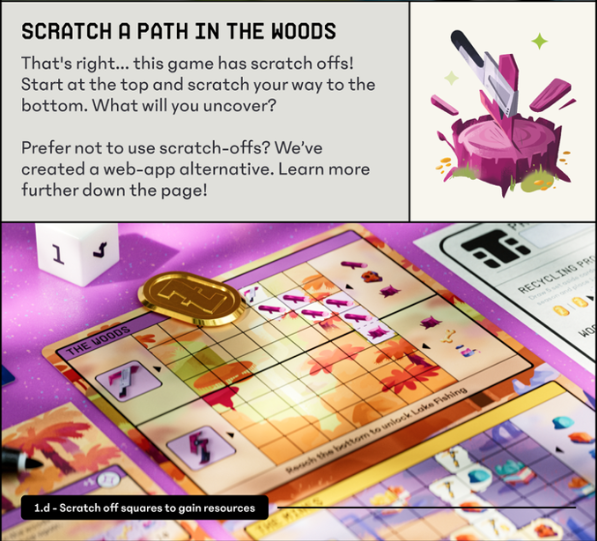 SCRATCH A PATH IN THE WOODS
That's right... this game has scratch offs!
Start at the top and scratch your way to the
bottom. What will you uncover?
Prefer not to use scratch-offs? We've
created a web-app alternative. Learn more
further down the page!
1
RECYCLING
THE WOODS
Reach the bottom to unlock Lake Fishing
THE MINES
1.d - Scratch off squares to gain resources